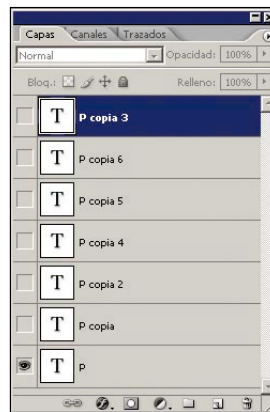 Capas Canales Trazados
Normal Opacidad: 100%
Bloq.: Relleno: 100%
T P copia 3
T P copia 6
T P copia 5
T P copia 4
T P copia 2
T P copia
T P